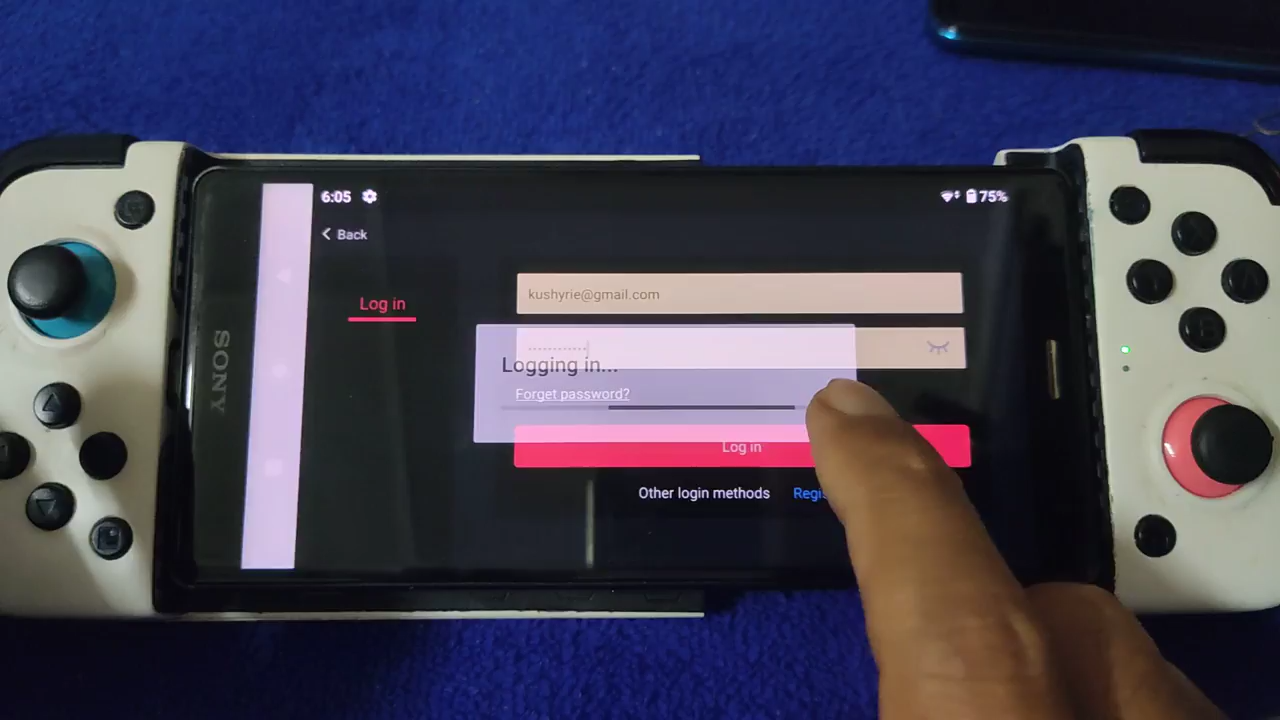 6:05
75%
Back
Log in
kushyrie@gmail.com
Logging in...
Forget password?
Log in
Other login methods
SONY